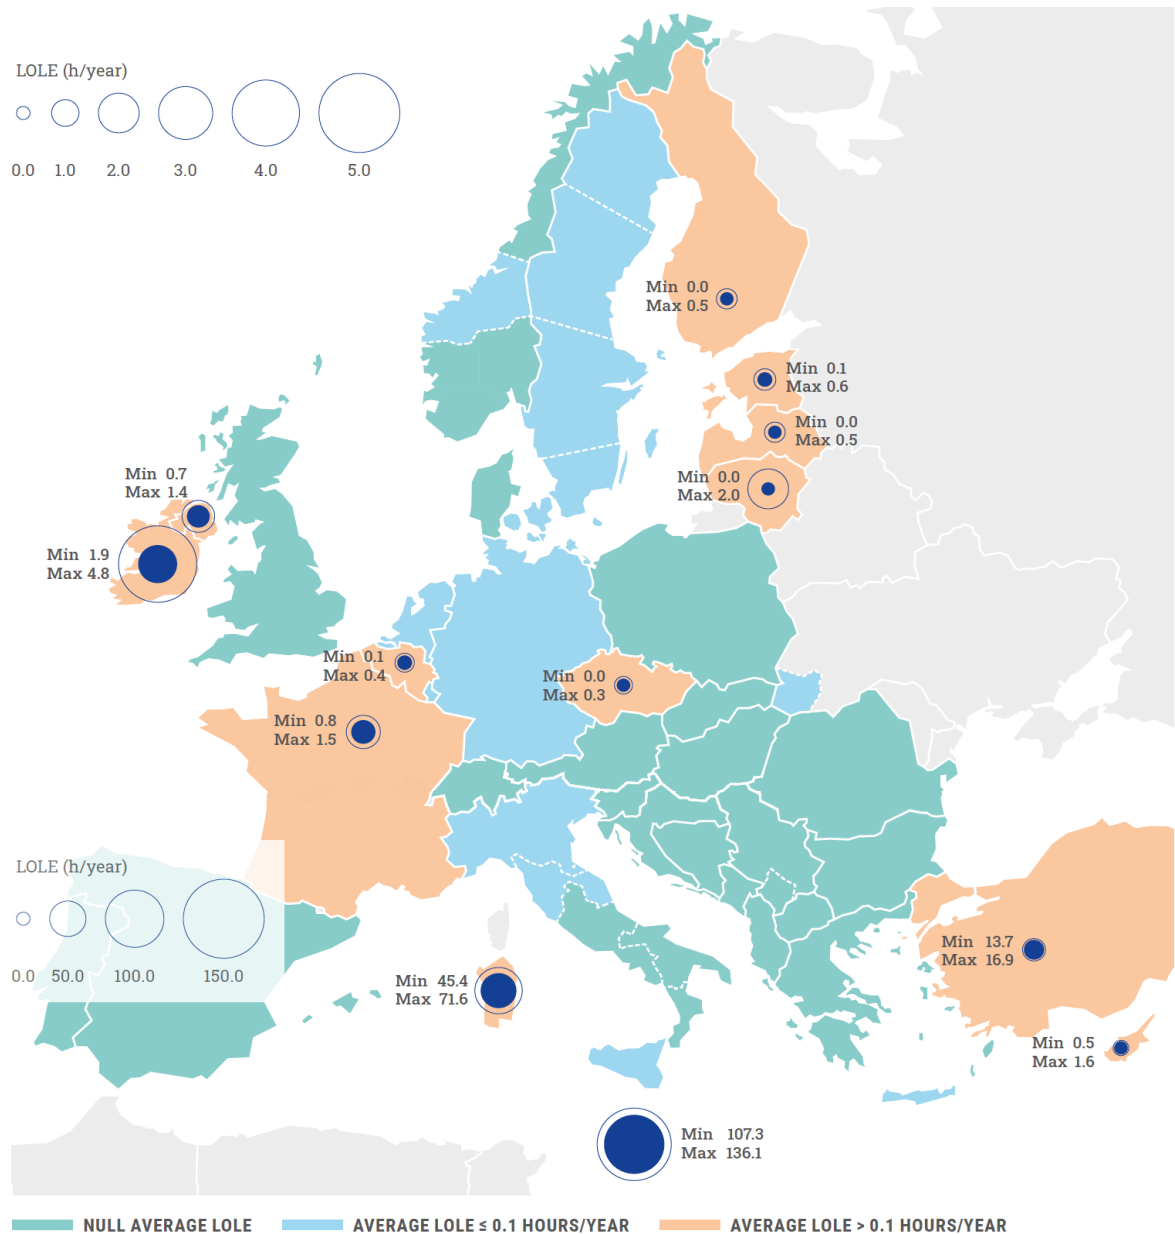 LOLE (h/year)
0.0 1.0 2.0 3.0 4.0 5.0
Min 0.0
Max 0.5
Min 0.1
Max 0.6
Min 0.0
Max 0.5
Min 0.7
Max 1.4
Min 0.0
Max 2.0
Min 1.9
Max 4.8
Min 0.1
Max 0.4
Min 0.0
Max 0.3
Min 0.8
Max 1.5
LOLE (h/year)
0.0 50.0 100.0 150.0
Min 13.7
Max 16.9
Min 45.4
Max 71.6
Min 0.5
Max 1.6
Min 107.3
Max 136.1
NULL AVERAGE LOLE AVERAGE LOLE ≤ 0.1 HOURS/YEAR AVERAGE LOLE > 0.1 HOURS/YEAR